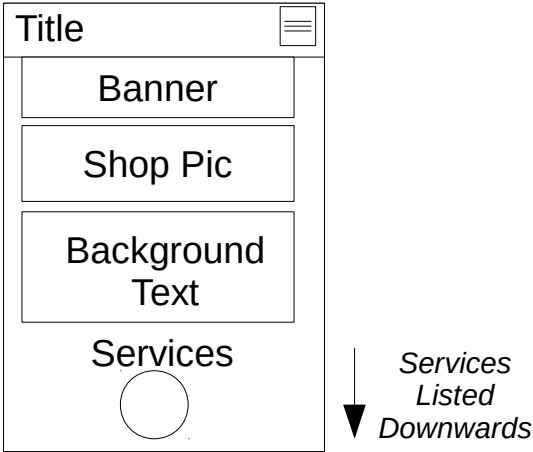 Title
Banner
Shop Pic
Background
Text
Services
Services
Listed
Downwards